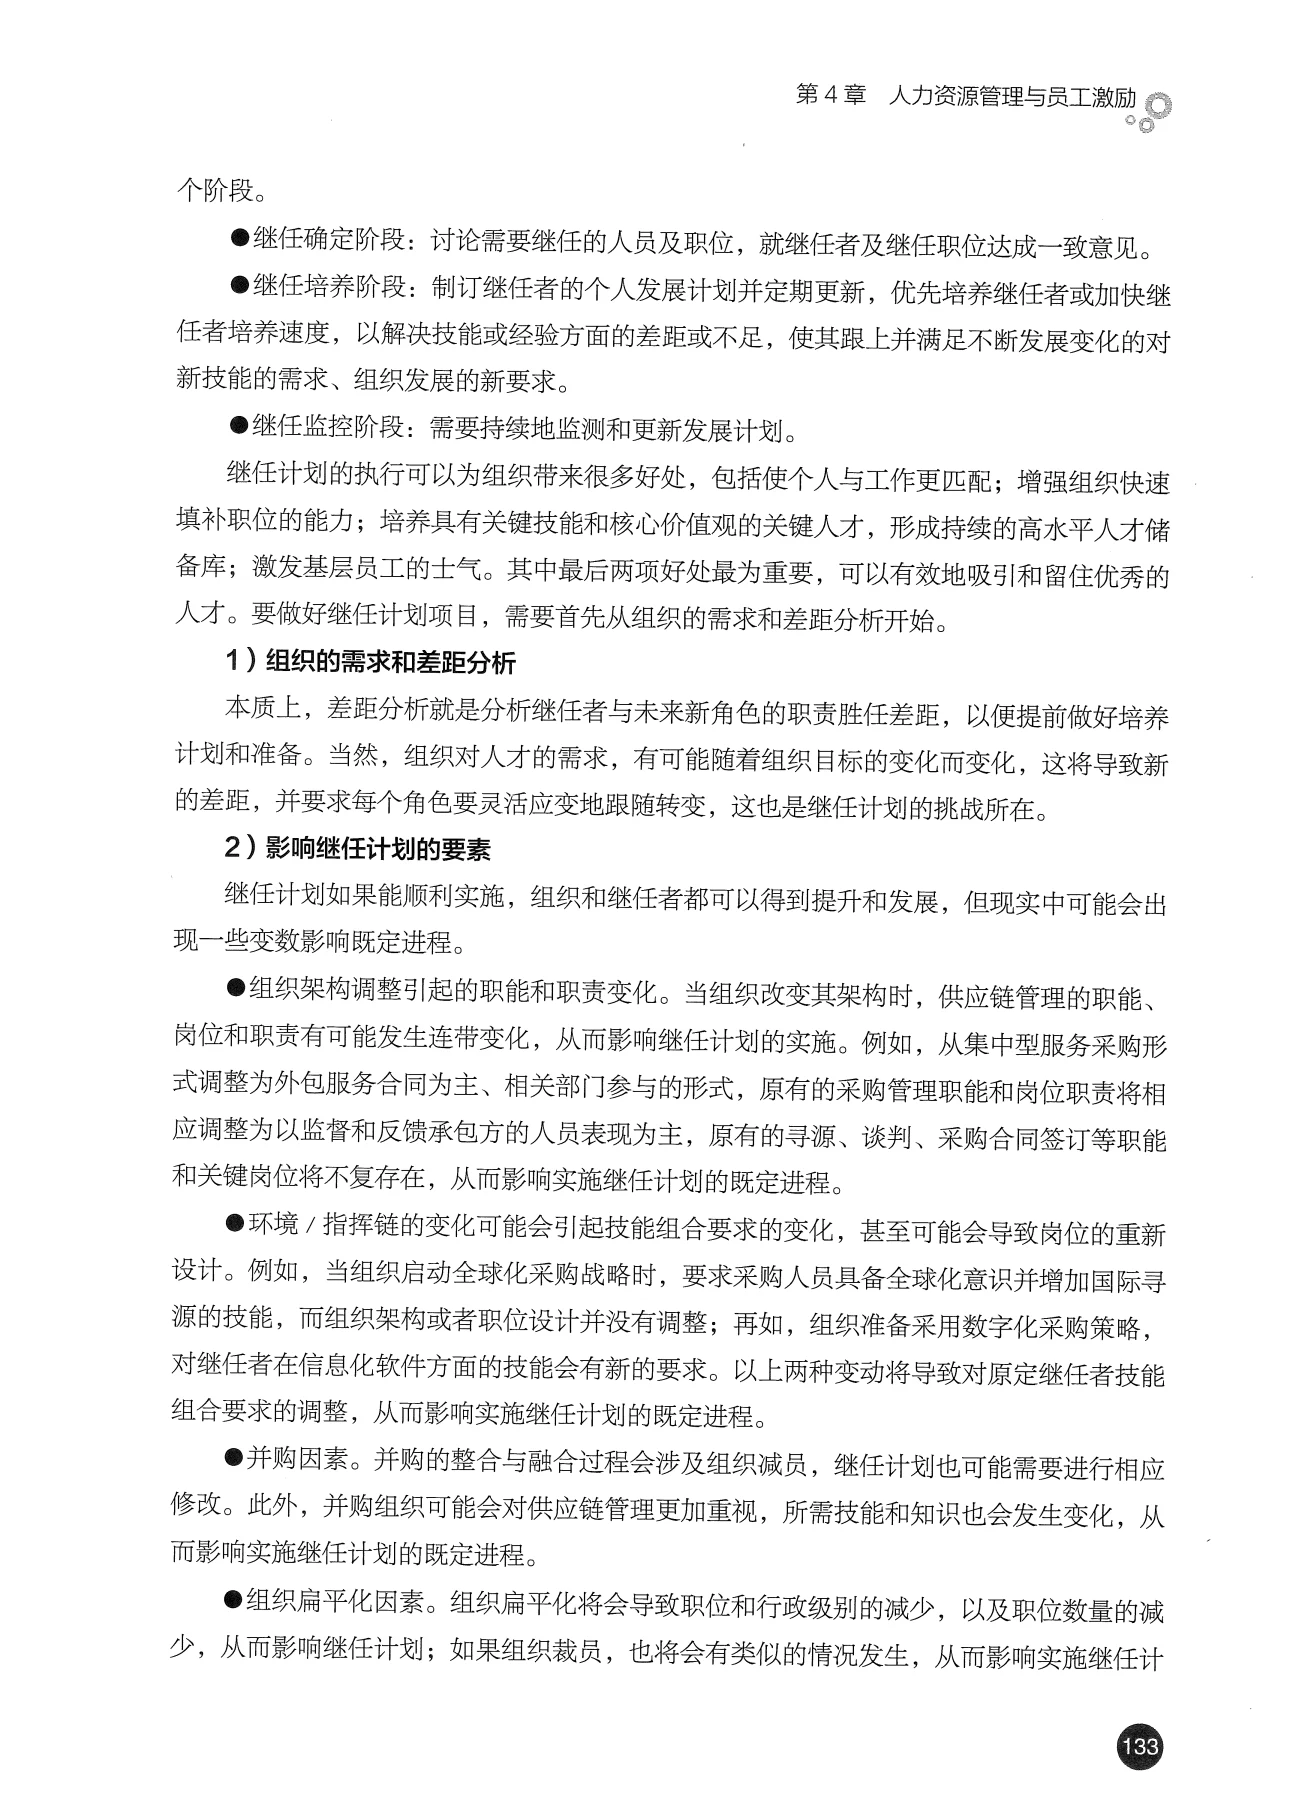 第 4 章　人力资源管理与员工激励
个阶段。
●继任确定阶段：讨论需要继任的人员及职位，就继任者及继任职位达成一致意见。
●继任培养阶段：制订继任者的个人发展计划并定期更新，优先培养继任者或加快继
任者培养速度，以解决技能或经验方面的差距或不足，使其跟上并满足不断发展变化的对
新技能的需求、组织发展的新要求。
●继任监控阶段：需要持续地监测和更新发展计划。
继任计划的执行可以为组织带来很多好处，包括使个人与工作更匹配；增强组织快速
填补职位的能力；培养具有关键技能和核心价值观的关键人才，形成持续的高水平人才储
备库；激发基层员工的士气。其中最后两项好处最为重要，可以有效地吸引和留住优秀的
人才。要做好继任计划项目，需要首先从组织的需求和差距分析开始。
1）组织的需求和差距分析
本质上，差距分析就是分析继任者与未来新角色的职责胜任差距，以便提前做好培养
计划和准备。当然，组织对人才的需求，有可能随着组织目标的变化而变化，这将导致新
的差距，并要求每个角色要灵活应变地跟随转变，这也是继任计划的挑战所在。
2）影响继任计划的要素
继任计划如果能顺利实施，组织和继任者都可以得到提升和发展，但现实中可能会出
现一些变数影响既定进程。
●组织架构调整引起的职能和职责变化。当组织改变其架构时，供应链管理的职能、
岗位和职责有可能发生连带变化，从而影响继任计划的实施。例如，从集中型服务采购形
式调整为外包服务合同为主、相关部门参与的形式，原有的采购管理职能和岗位职责将相
应调整为以监督和反馈承包方的人员表现为主，原有的寻源、谈判、采购合同签订等职能
和关键岗位将不复存在，从而影响实施继任计划的既定进程。
●环境 / 指挥链的变化可能会引起技能组合要求的变化，甚至可能会导致岗位的重新
设计。例如，当组织启动全球化采购战略时，要求采购人员具备全球化意识并增加国际寻
源的技能，而组织架构或者职位设计并没有调整；再如，组织准备采用数字化采购策略，
对继任者在信息化软件方面的技能会有新的要求。以上两种变动将导致对原定继任者技能
组合要求的调整，从而影响实施继任计划的既定进程。
●并购因素。并购的整合与融合过程会涉及组织减员，继任计划也可能需要进行相应
修改。此外，并购组织可能会对供应链管理更加重视，所需技能和知识也会发生变化，从
而影响实施继任计划的既定进程。
●组织扁平化因素。组织扁平化将会导致职位和行政级别的减少，以及职位数量的减
少，从而影响继任计划；如果组织裁员，也将会有类似的情况发生，从而影响实施继任计
133